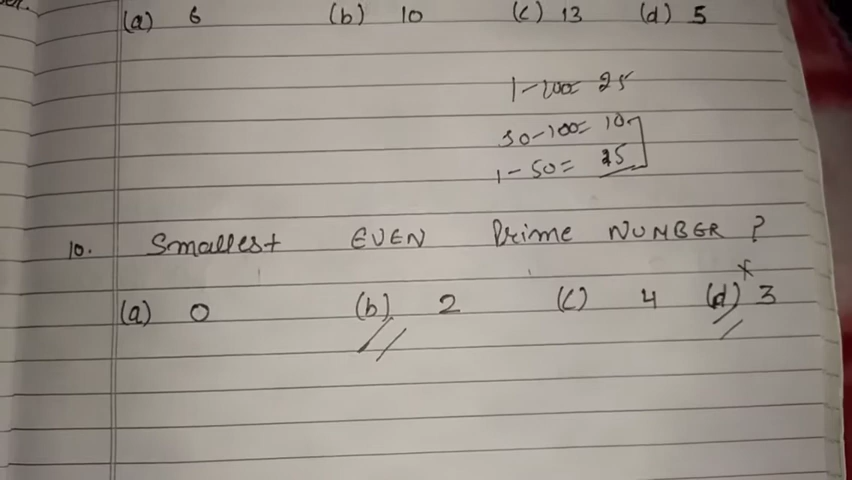 (a) 6 (b) 10 (c) 13 (d) 5
1-100= 25
50-100= 10
1-50= 15
10. Smallest EVEN Prime NUMBER ?
(a) 0 (b) 2 (c) 4 (d) 3